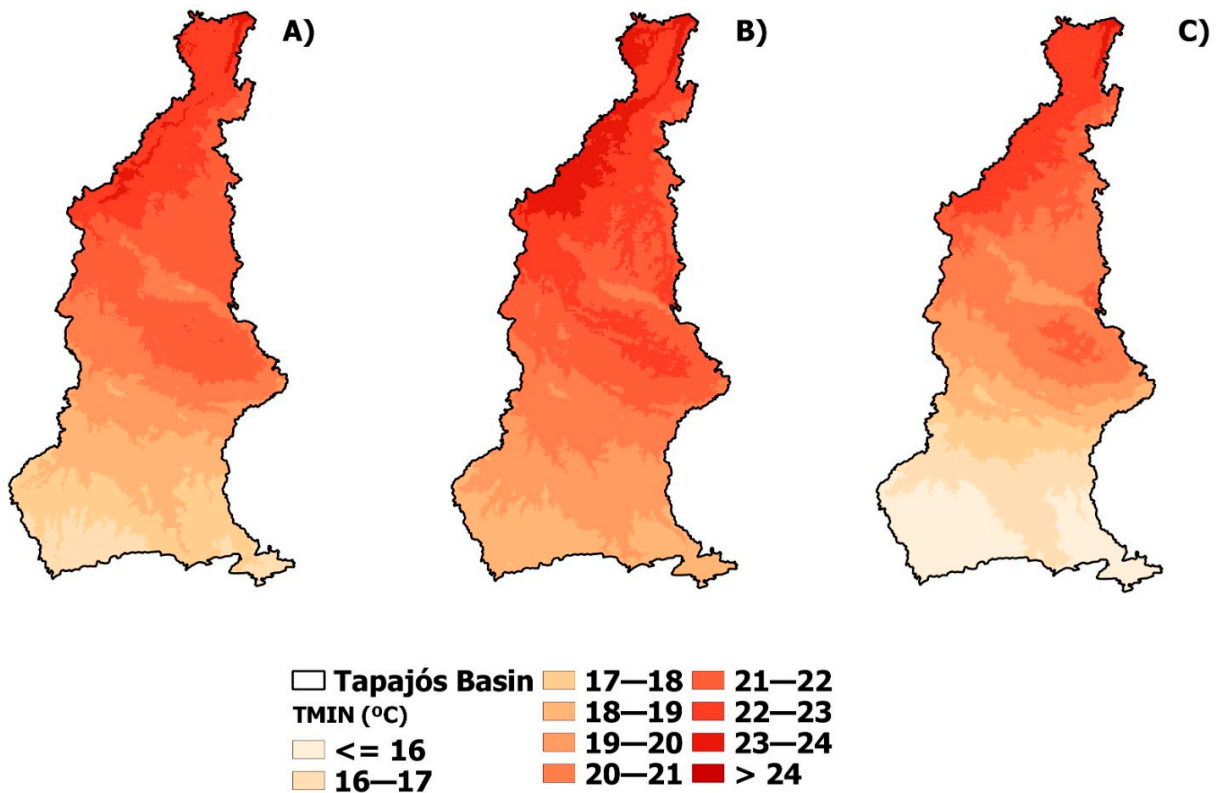 A)
B)
C)
Tapajós Basin
TMIN (ºC)
<= 16
16—17
17—18
18—19
19—20
20—21
21—22
22—23
23—24
> 24